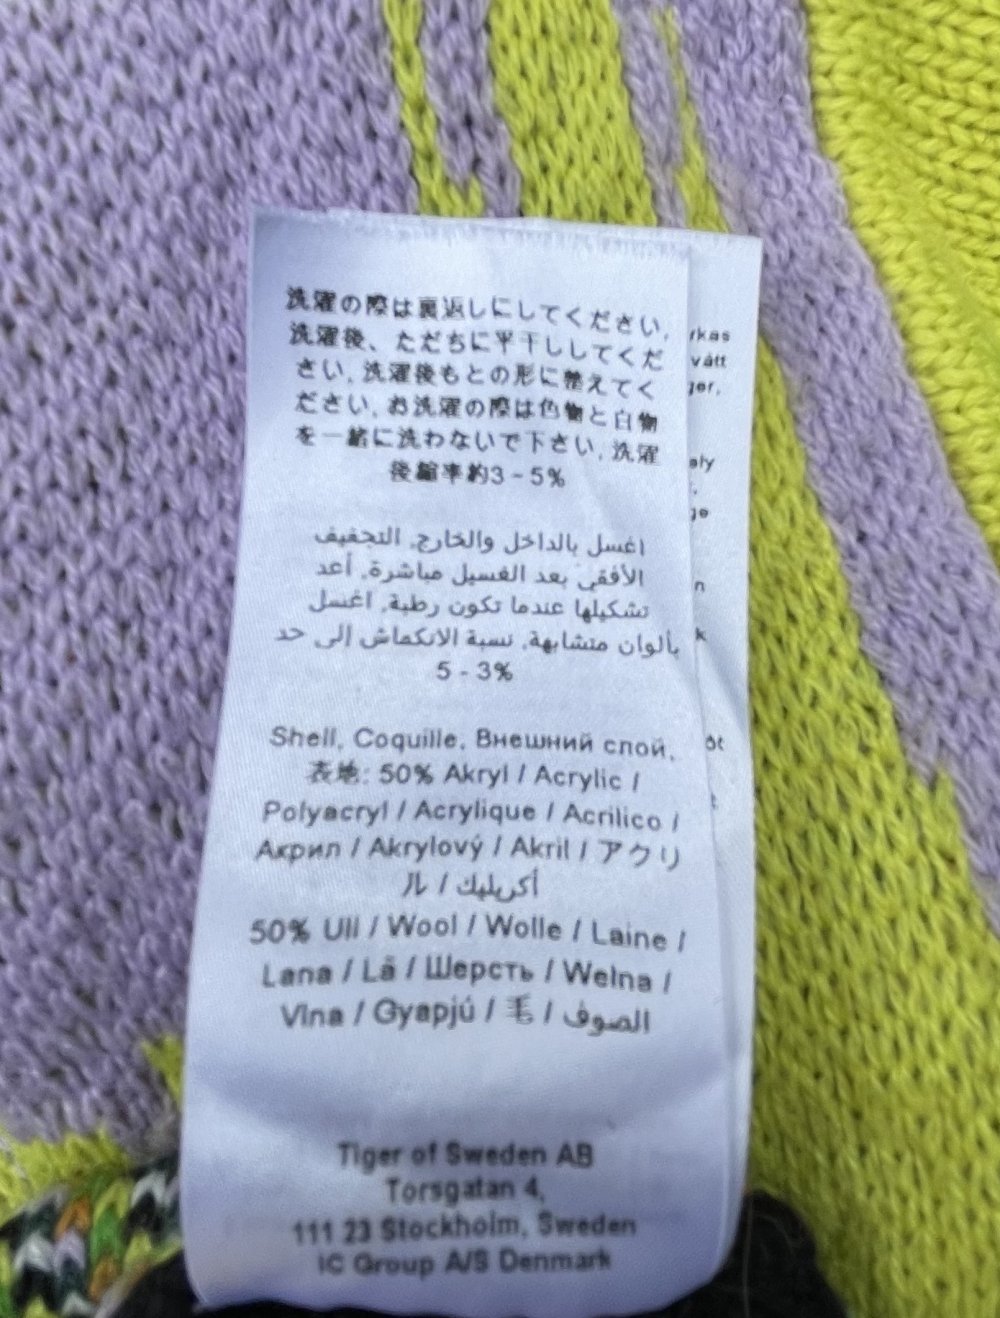 洗濯の際は裏返しにしてください,
洗濯後、ただちに平干ししてくだ
さい,洗濯後もとの形に整えてく
ださい,お洗濯の際は色物と白物
を一緒に洗わないで下さい,洗濯
後縮率約3 - 5%
اغسل بالداخل والخارج. التجفيف
الأفقي بعد الغسيل مباشرة. أعد
تشكيلها عندما تكون رطبة. اغسل
بألوان متشابهة. نسبة الانكماش إلى حد
5 - 3%
Shell, Coquille, Внешний слой,
表地: 50% Akryl / Acrylic /
Polyacryl / Acrylique / Acrilico /
Акрил / Akrylový / Akril / アクリ
ル / أكريليك
50% Ull / Wool / Wolle / Laine /
Lana / Lã / Шерсть / Welna /
Vlna / Gyapjú / 毛 / الصوف
Tiger of Sweden AB
Torsgatan 4,
111 23 Stockholm, Sweden
IC Group A/S Denmark